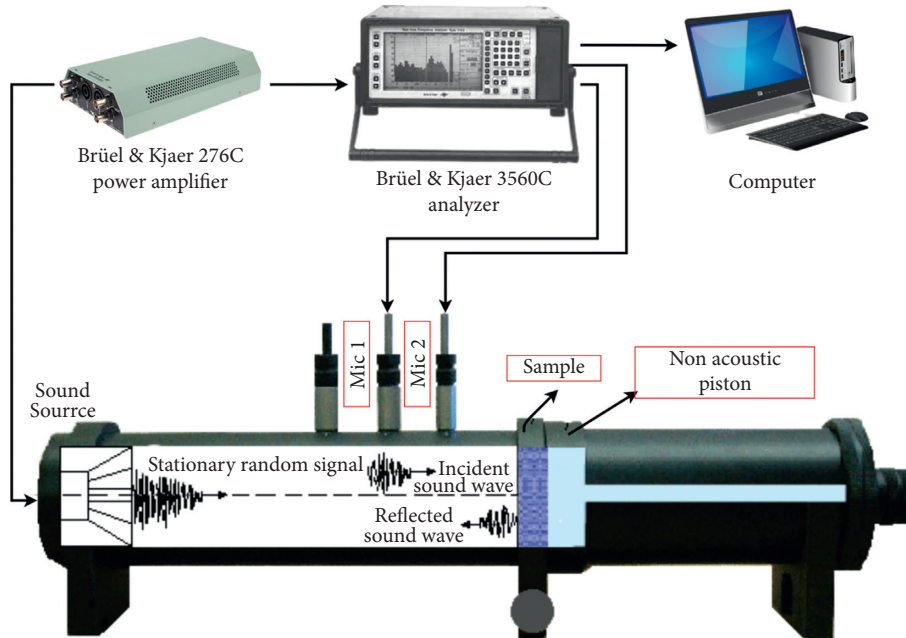 Brüel & Kjaer 276C
power amplifier
Brüel & Kjaer 3560C
analyzer
Computer
Mic 1
Mic 2
Sample
Non acoustic
piston
Sound
Sourrce
Stationary random signal
Incident
sound wave
Reflected
sound wave